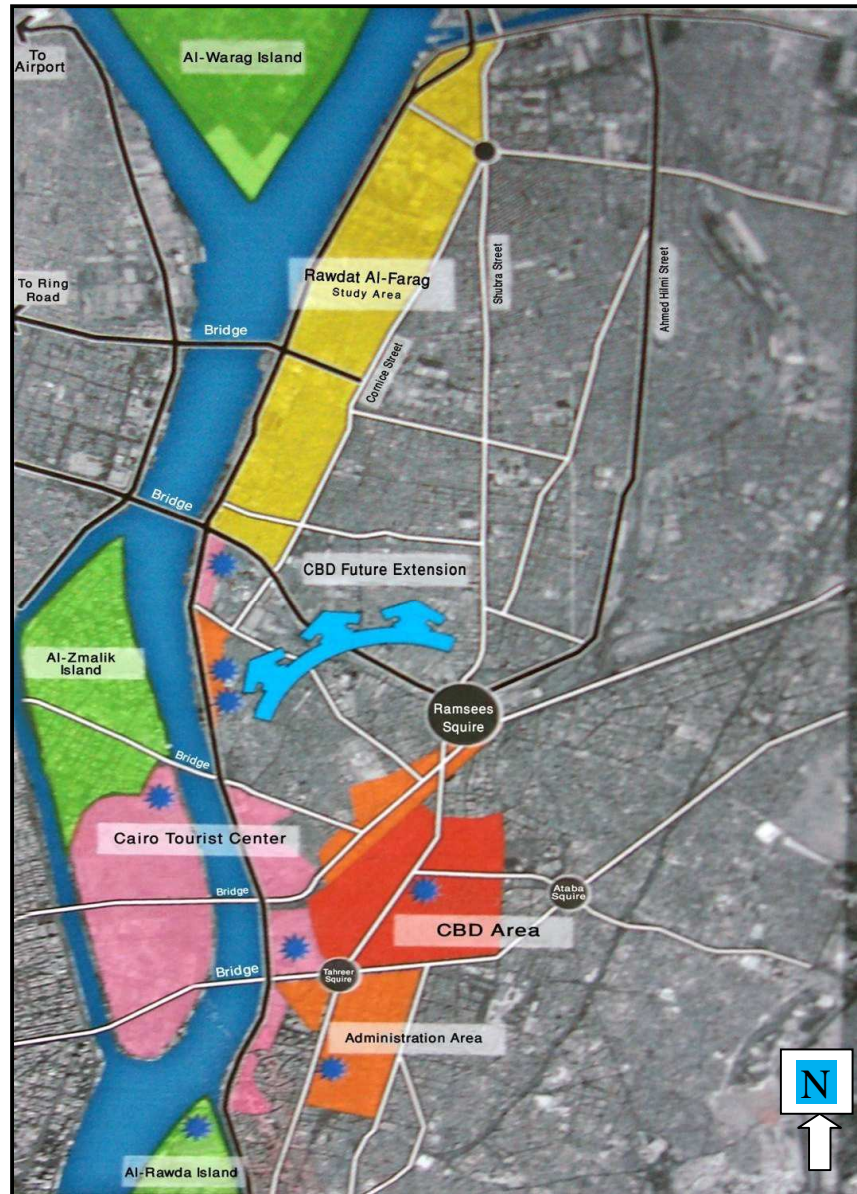 To
Airport
Al-Warag Island
Rawdat Al-Farag
Study Area
Shubra Street
Ahmed Hilmi Street
To Ring
Road
Bridge
Cornice Street
Bridge
CBD Future Extension
Al-Zmalik
Island
Ramsees
Squire
Bridge
Cairo Tourist Center
Bridge
Ataba
Squire
CBD Area
Bridge
Tahreer
Squire
Administration Area
N
Al-Rawda Island